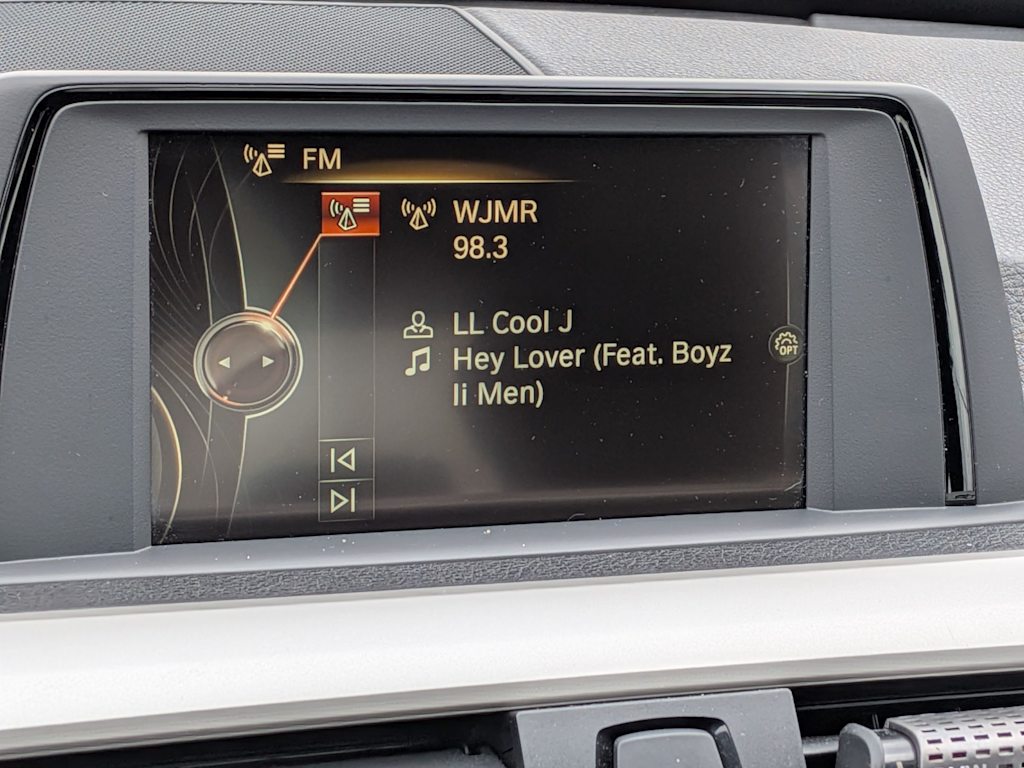 FM
WJMR
98.3
LL Cool J
Hey Lover (Feat. Boyz
Ii Men)
OPT